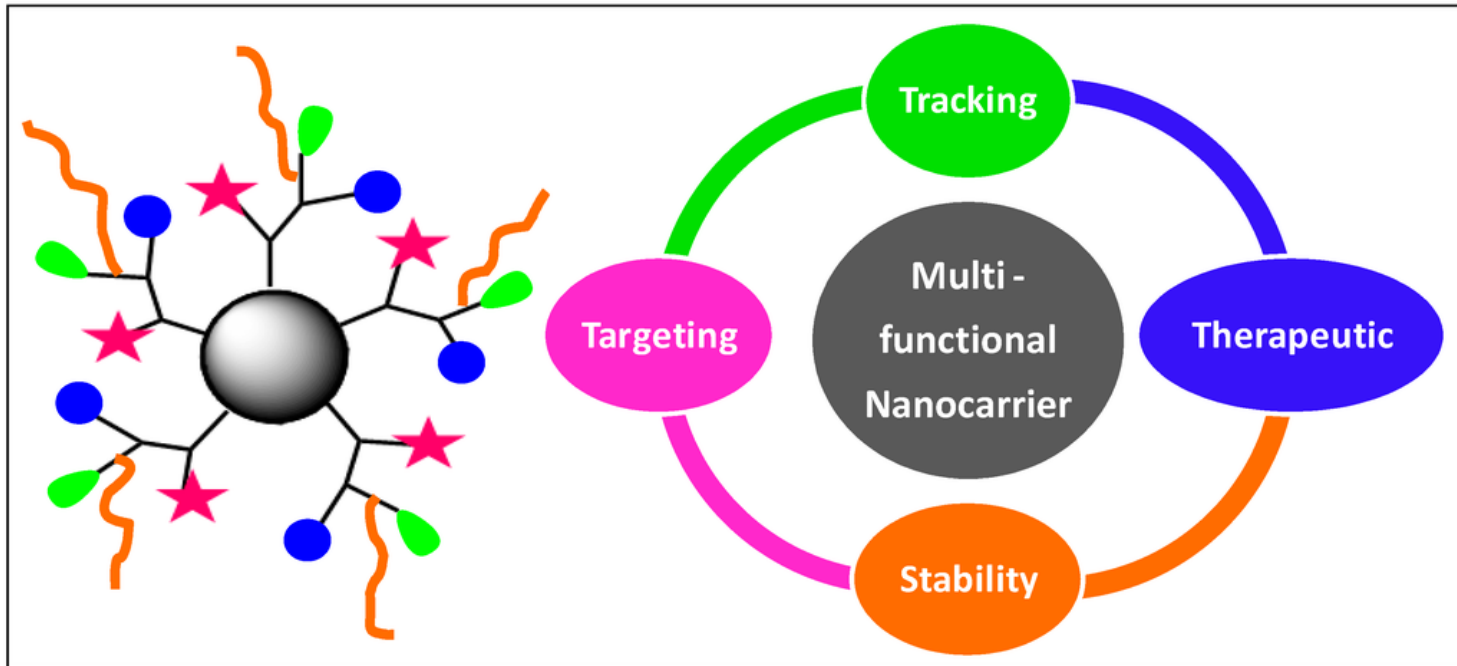 Tracking
Targeting
Multi -
functional
Nanocarrier
Therapeutic
Stability